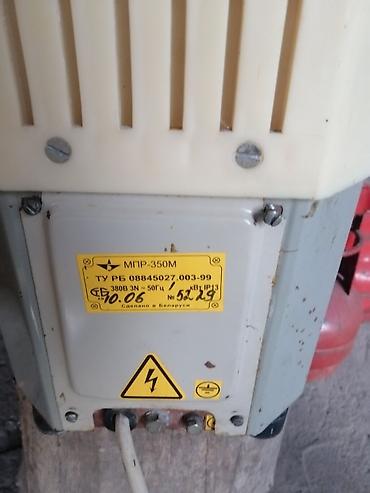 МПР-350М
ТУ РБ 08845027.003-99
380В 3N ~ 50Гц 1 кВт IP13
10.06 № 5229
Сделано в Беларуси